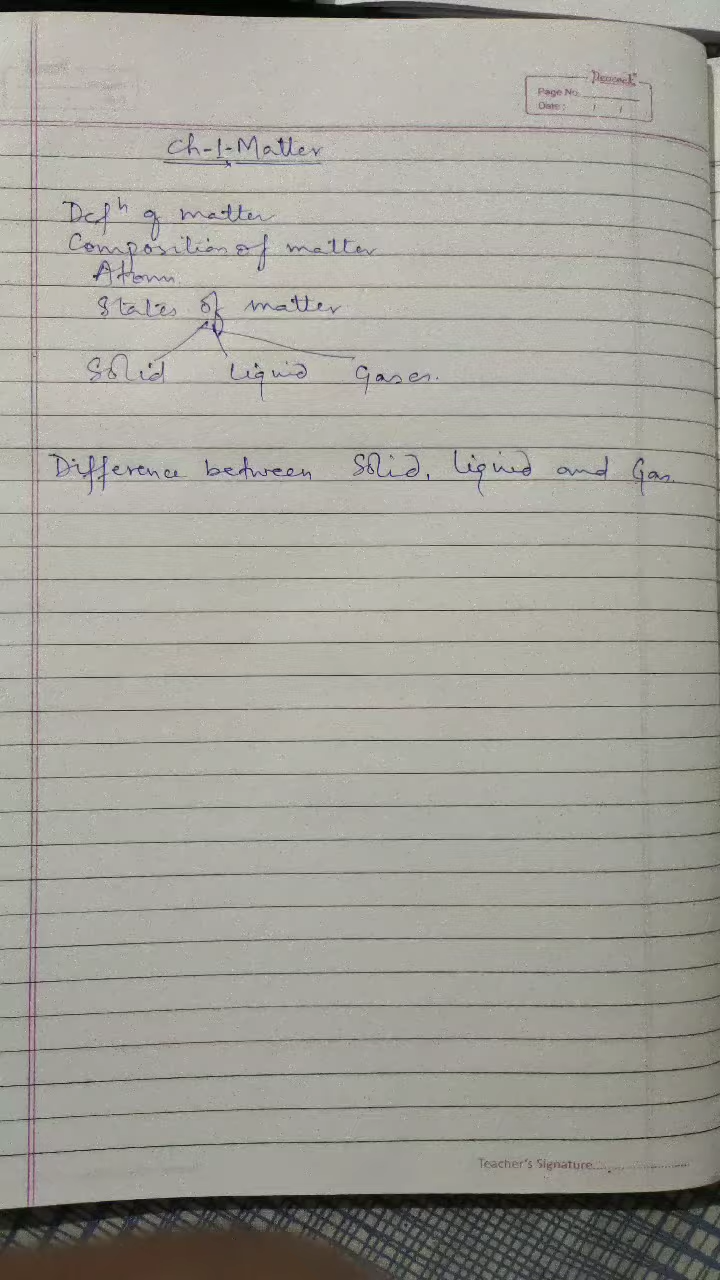 Peacock
Page No.
Date: / /
Ch-1-Matter
Defⁿ of matter
Composition of matter
Atom
States of matter
Solid Liquid Gases.
Difference between Solid, Liquid and Gas.
Teacher's Signature